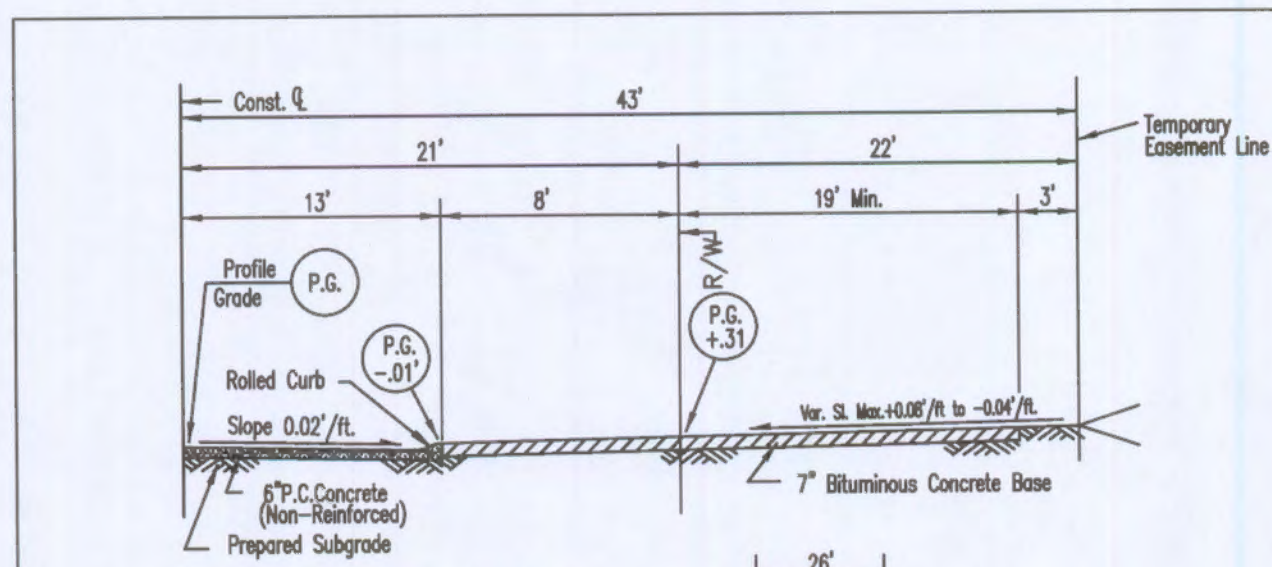 Const. ℄
43'
Temporary
Easement Line
21'
22'
13'
8'
19' Min.
3'
R/W
Profile
Grade
P.G.
P.G.
-.01'
P.G.
+.31
Rolled Curb
Slope 0.02'/ft.
Var. Sl. Max.+0.08'/ft to -0.04'/ft.
6"P.C.Concrete
(Non-Reinforced)
Prepared Subgrade
7" Bituminous Concrete Base
26'